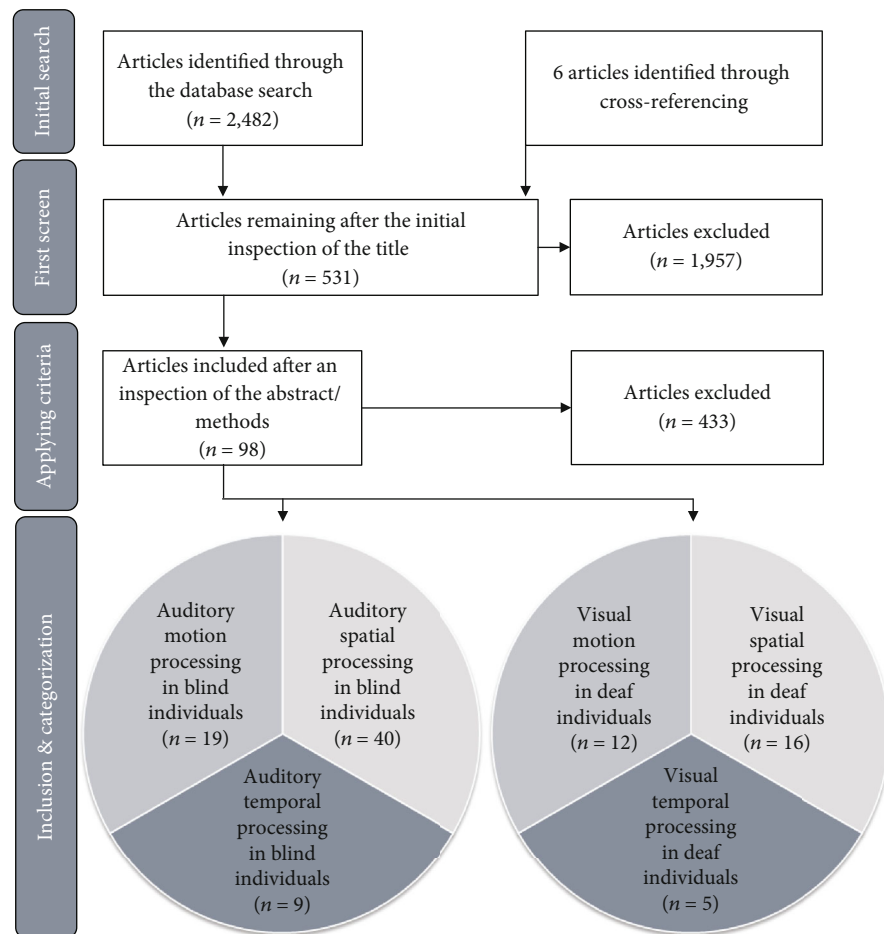 Initial search
Articles identified through
the database search
(n = 2,482)
6 articles identified through
cross-referencing
First screen
Articles remaining after the initial
inspection of the title
(n = 531)
Articles excluded
(n = 1,957)
Applying criteria
Articles included after an
inspection of the abstract/
methods
(n = 98)
Articles excluded
(n = 433)
Inclusion & categorization
Auditory
motion
processing
in blind
individuals
(n = 19)
Auditory
spatial
processing
in blind
individuals
(n = 40)
Auditory
temporal
processing
in blind
individuals
(n = 9)
Visual
motion
processing
in deaf
individuals
(n = 12)
Visual
spatial
processing
in deaf
individuals
(n = 16)
Visual
temporal
processing
in deaf
individuals
(n = 5)